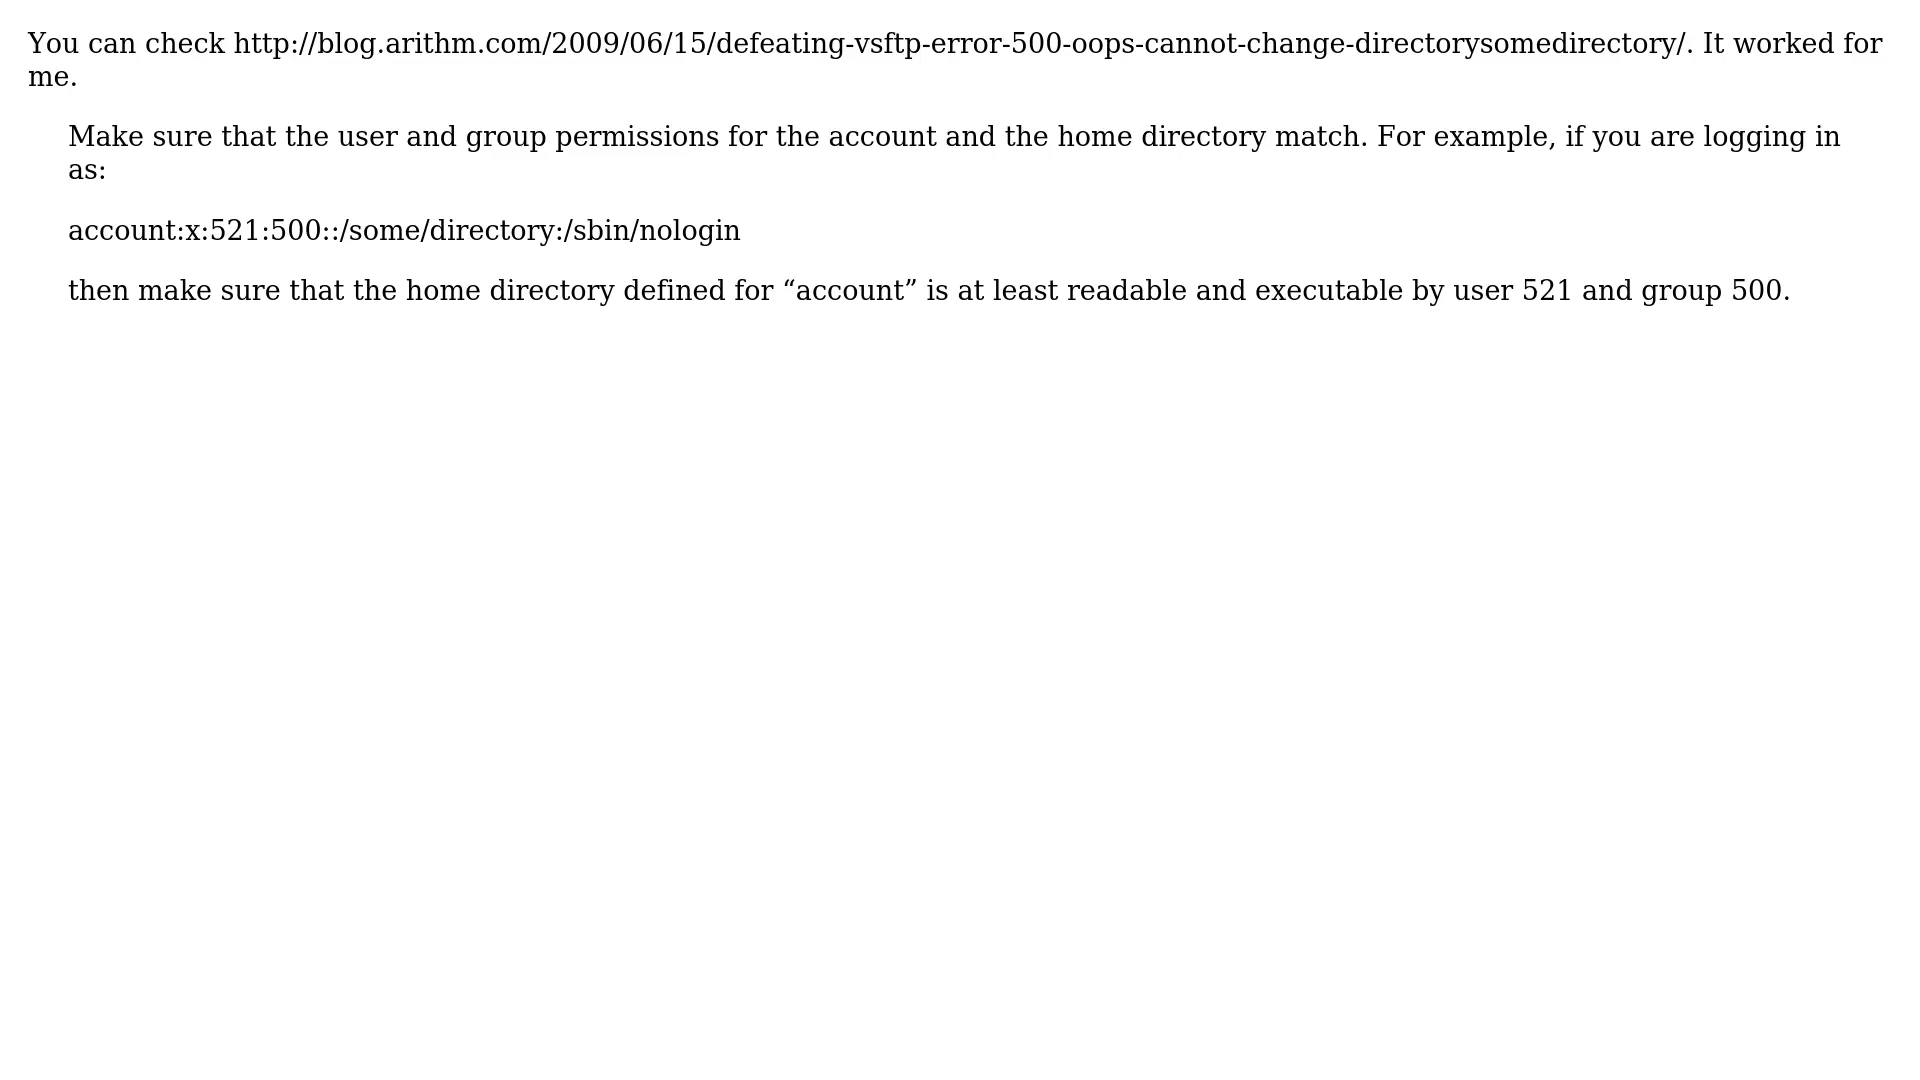 You can check http://blog.arithm.com/2009/06/15/defeating-vsftp-error-500-oops-cannot-change-directorysomedirectory/. It worked for
me.
Make sure that the user and group permissions for the account and the home directory match. For example, if you are logging in
as:
account:x:521:500::/some/directory:/sbin/nologin
then make sure that the home directory defined for “account” is at least readable and executable by user 521 and group 500.